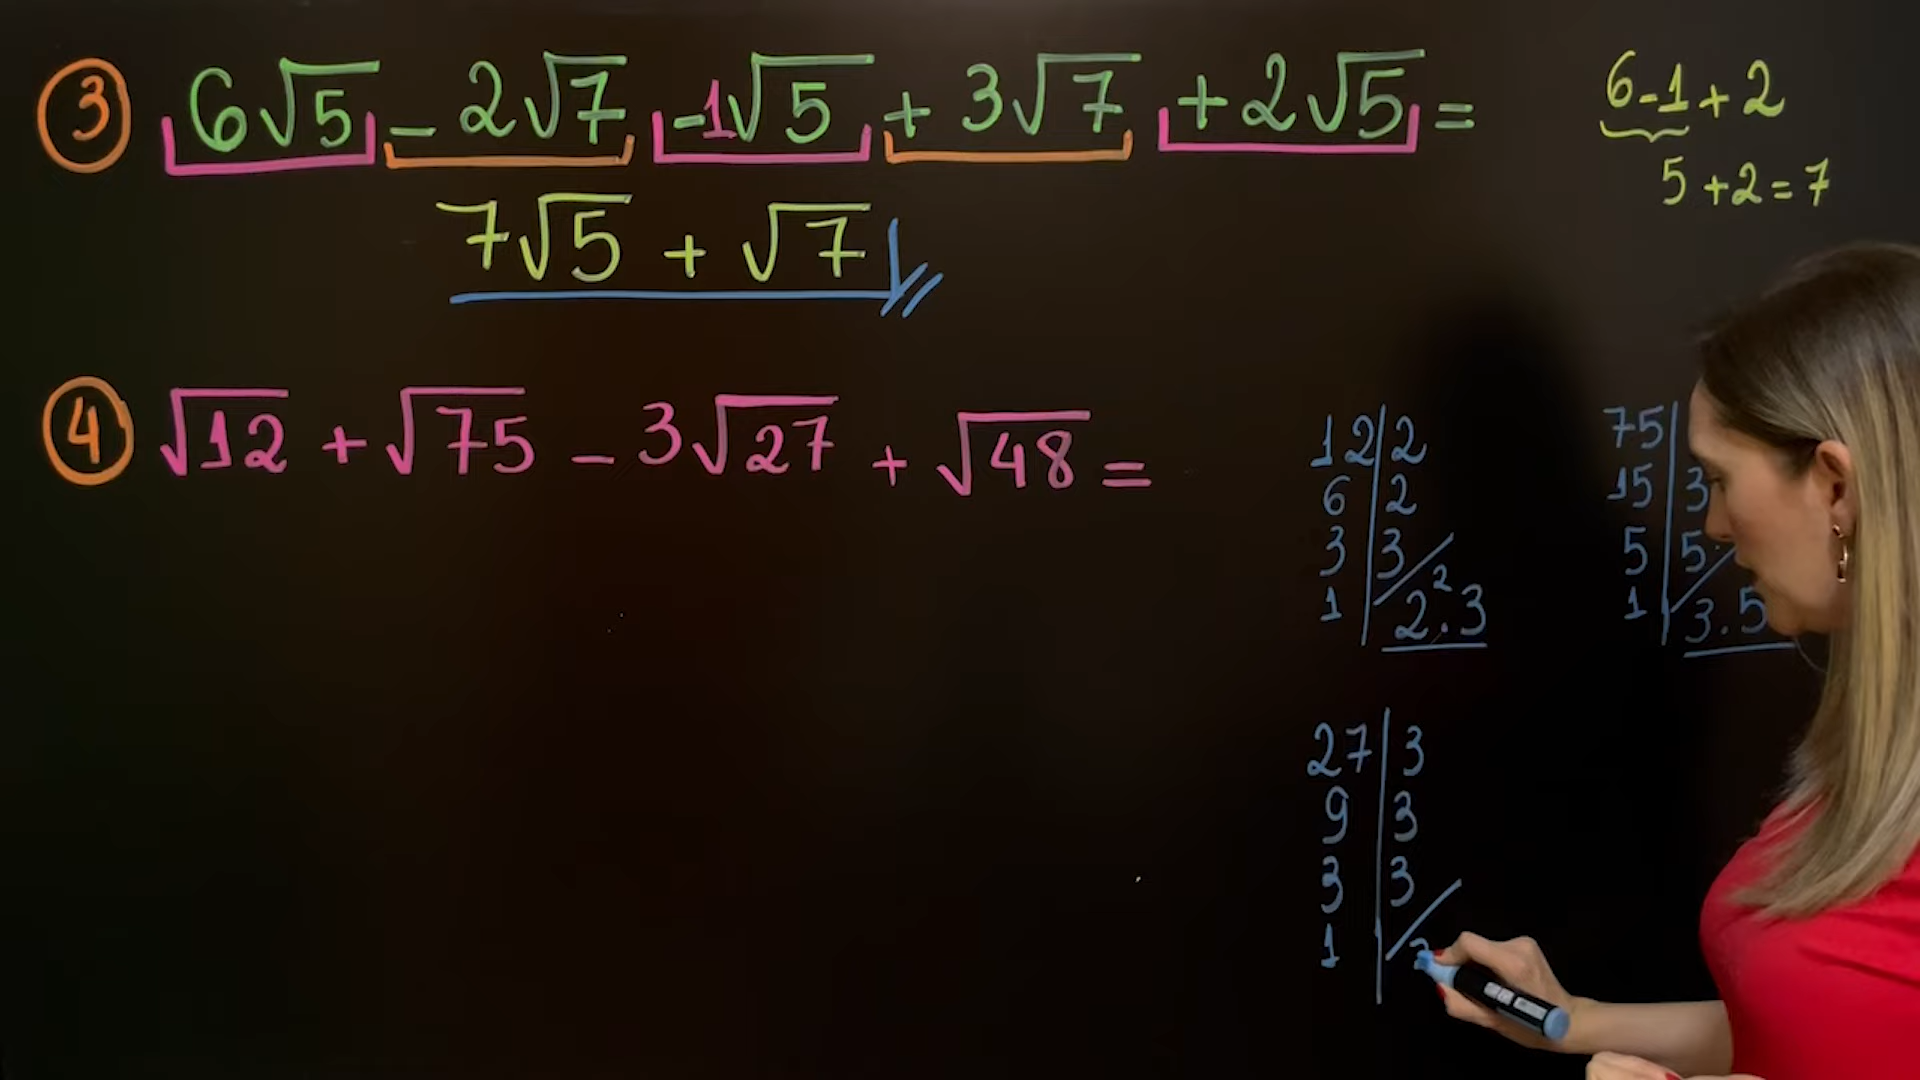 ③ 6√5 - 2√7 -1√5 + 3√7 + 2√5 =
7√5 + √7
6-1 + 2
5 + 2 = 7
④ √12 + √75 - 3√27 + √48 =
12 | 2
6 | 2
3 | 3
1 | 2² . 3
75 |
15 | 3
5 | 5
1 | 3 . 5
27 | 3
9 | 3
3 | 3
1 |